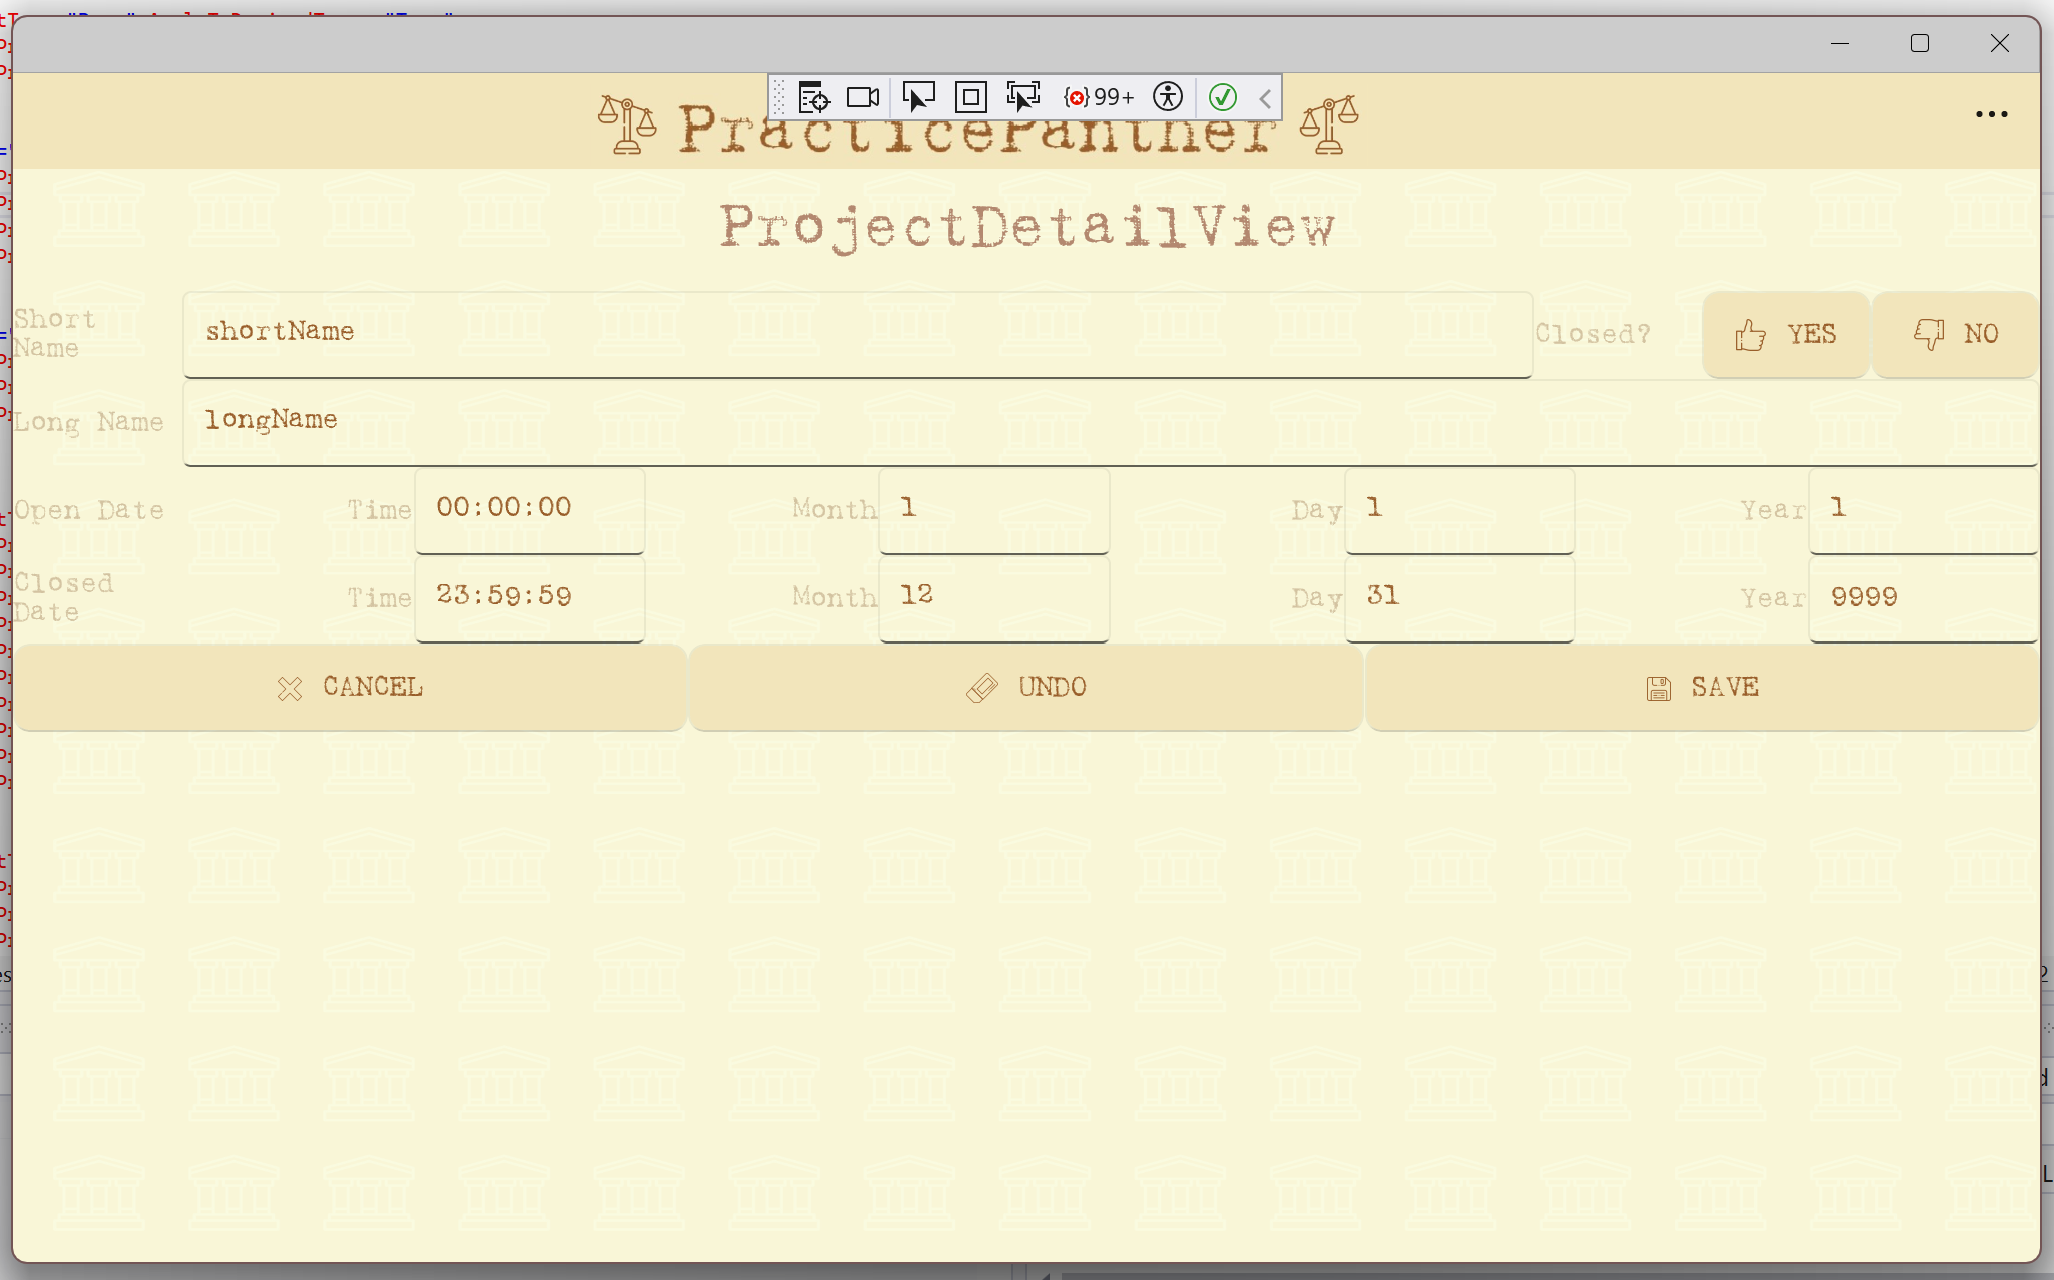 99+
PracticePanther
ProjectDetailView
Short
Name
shortName
Closed?
YES
NO
Long Name
longName
Open Date
Time
00:00:00
Month
1
Day
1
Year
1
Closed
Date
Time
23:59:59
Month
12
Day
31
Year
9999
CANCEL
UNDO
SAVE